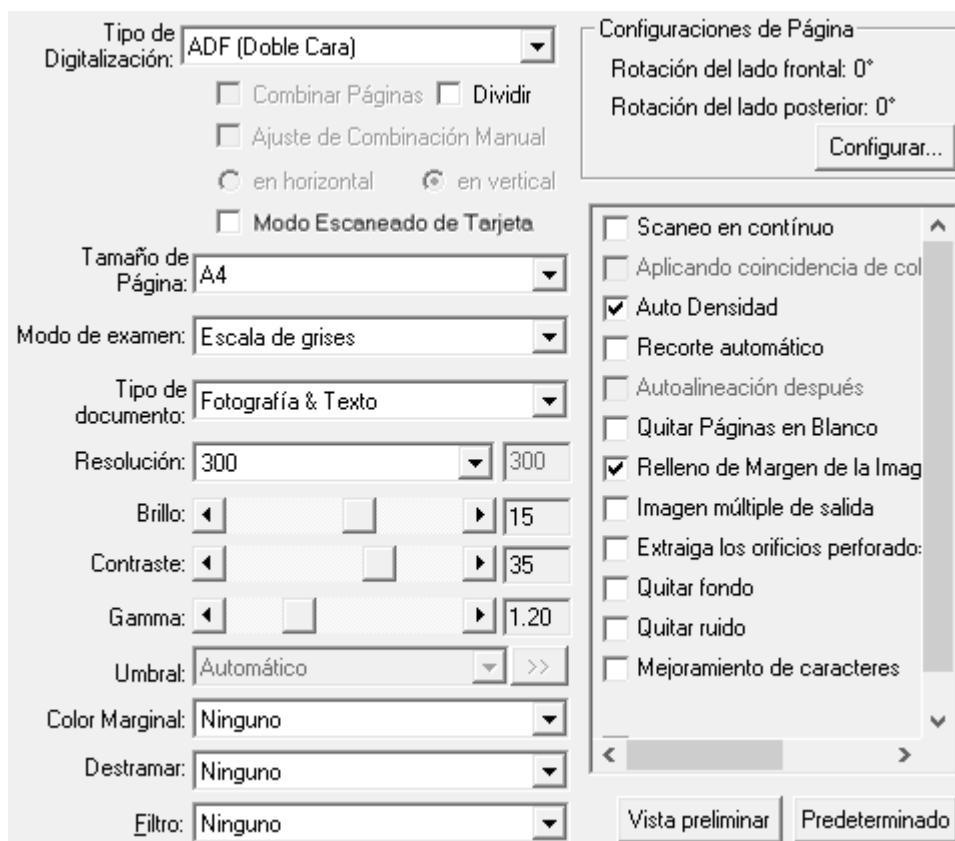 Tipo de
Digitalización:
ADF (Doble Cara)
Combinar Páginas
Dividir
Ajuste de Combinación Manual
en horizontal
en vertical
Modo Escaneado de Tarjeta
Tamaño de
Página:
A4
Modo de examen:
Escala de grises
Tipo de
documento:
Fotografía & Texto
Resolución:
300
300
Brillo:
15
Contraste:
35
Gamma:
1.20
Umbral:
Automático
>>
Color Marginal:
Ninguno
Destramar:
Ninguno
Filtro:
Ninguno
Configuraciones de Página
Rotación del lado frontal: 0°
Rotación del lado posterior: 0°
Configurar...
Scaneo en contínuo
Aplicando coincidencia de col
Auto Densidad
Recorte automático
Autoalineación después
Quitar Páginas en Blanco
Relleno de Margen de la Imag
Imagen múltiple de salida
Extraiga los orificios perforados
Quitar fondo
Quitar ruido
Mejoramiento de caracteres
Vista preliminar
Predeterminado